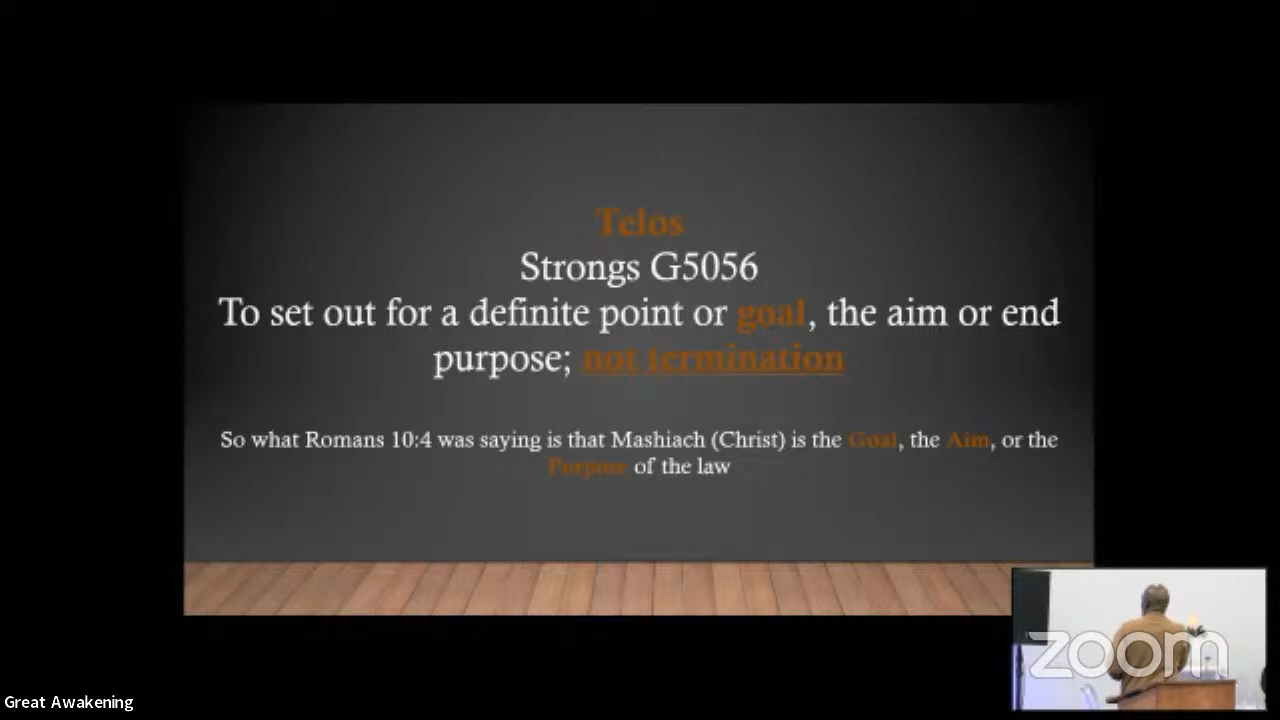 Telos
Strongs G5056
To set out for a definite point or goal, the aim or end
purpose; not termination
So what Romans 10:4 was saying is that Mashiach (Christ) is the Goal, the Aim, or the
Purpose of the law
zoom
Great Awakening